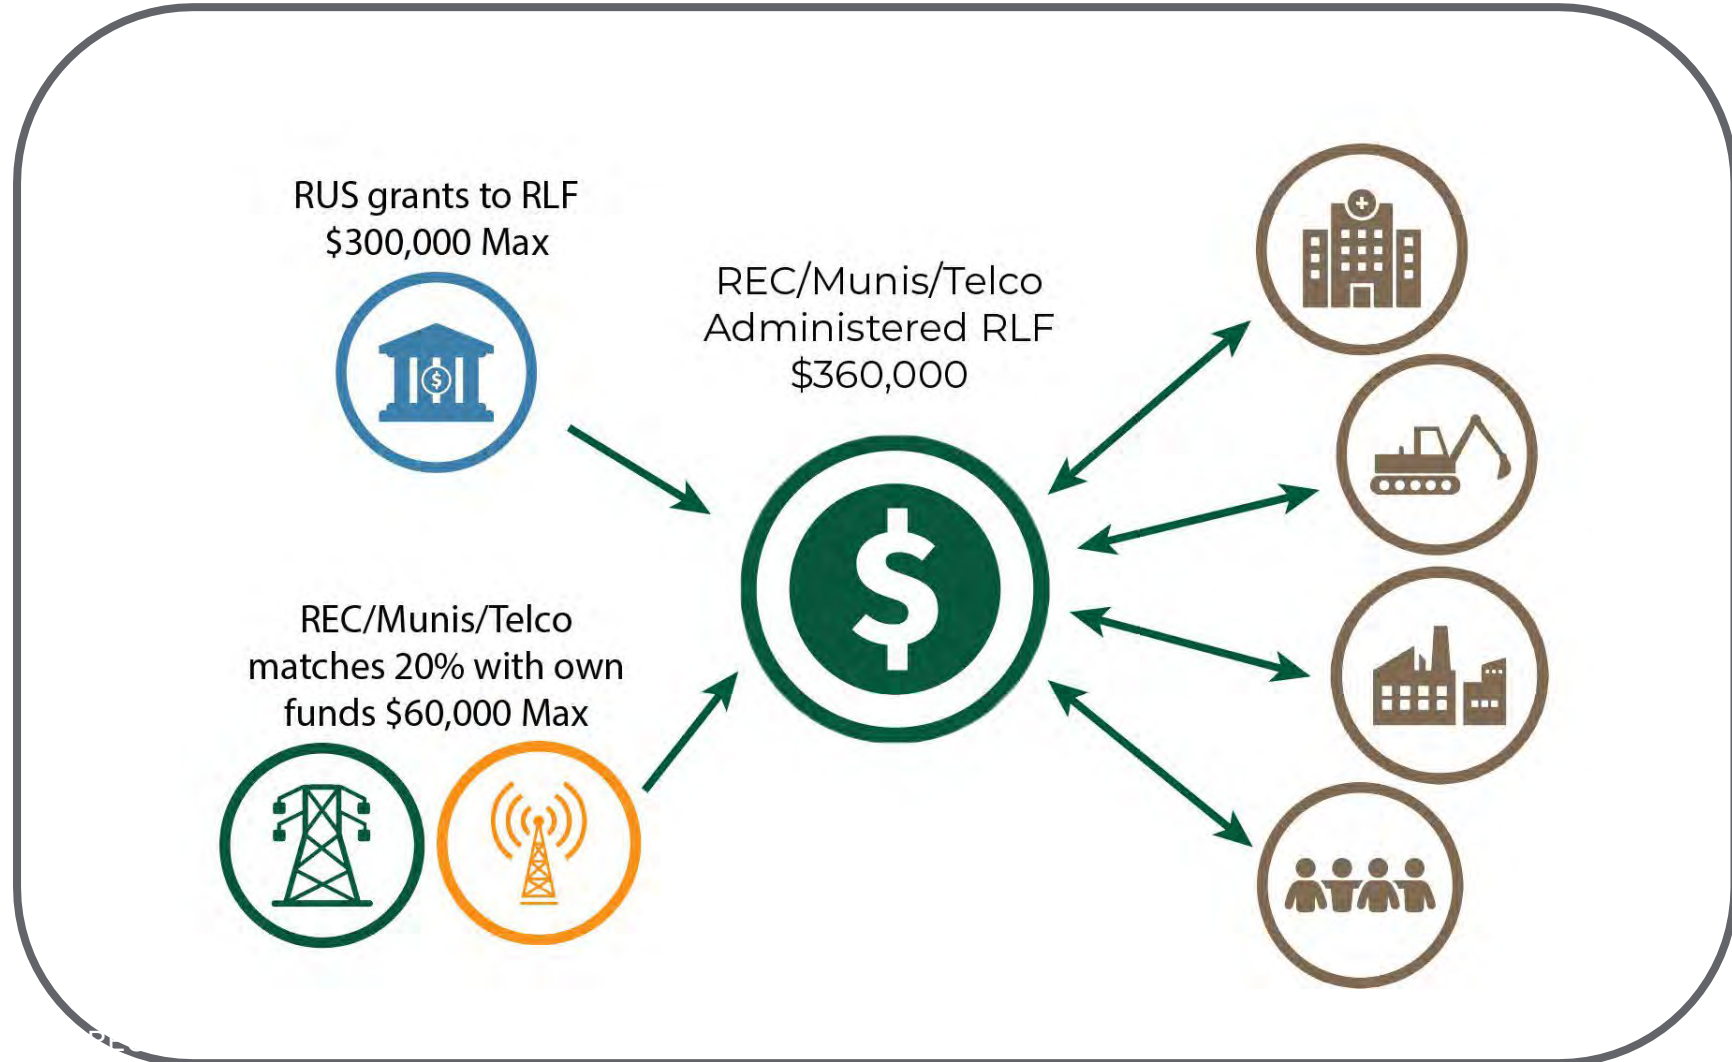 RUS grants to RLF
$300,000 Max
REC/Munis/Telco
Administered RLF
$360,000
REC/Munis/Telco
matches 20% with own
funds $60,000 Max